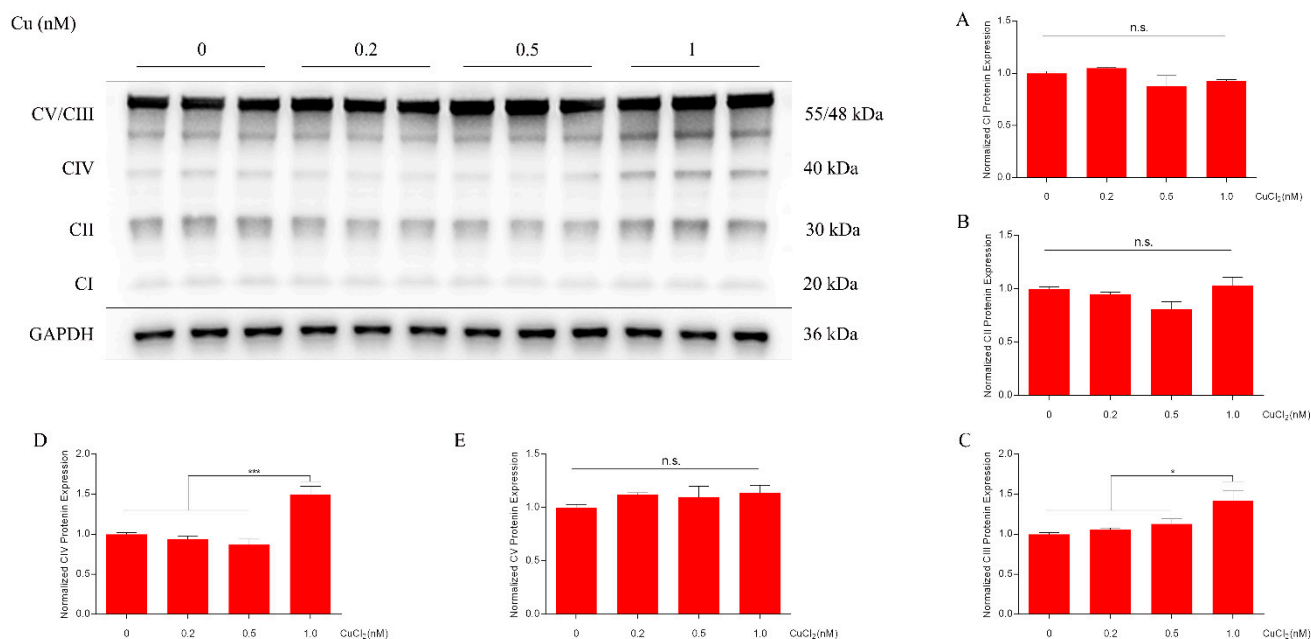 Cu (nM)
0 0.2 0.5 1
CV/CIII 55/48 kDa
CIV 40 kDa
CII 30 kDa
CI 20 kDa
GAPDH 36 kDa
A
n.s.
Normalized CI Protenin Expression
1.5
1.0
0.5
0.0
0 0.2 0.5 1.0 CuCl₂(nM)
B
n.s.
Normalized CII Protenin Expression
1.5
1.0
0.5
0.0
0 0.2 0.5 1.0 CuCl₂(nM)
D
***
Normalized CIV Protenin Expression
2.0
1.5
1.0
0.5
0.0
0 0.2 0.5 1.0 CuCl₂(nM)
E
n.s.
Normalized CV Protenin Expression
1.5
1.0
0.5
0.0
0 0.2 0.5 1.0 CuCl₂(nM)
C
*
Normalized CIII Protenin Expression
2.0
1.5
1.0
0.5
0.0
0 0.2 0.5 1.0 CuCl₂(nM)